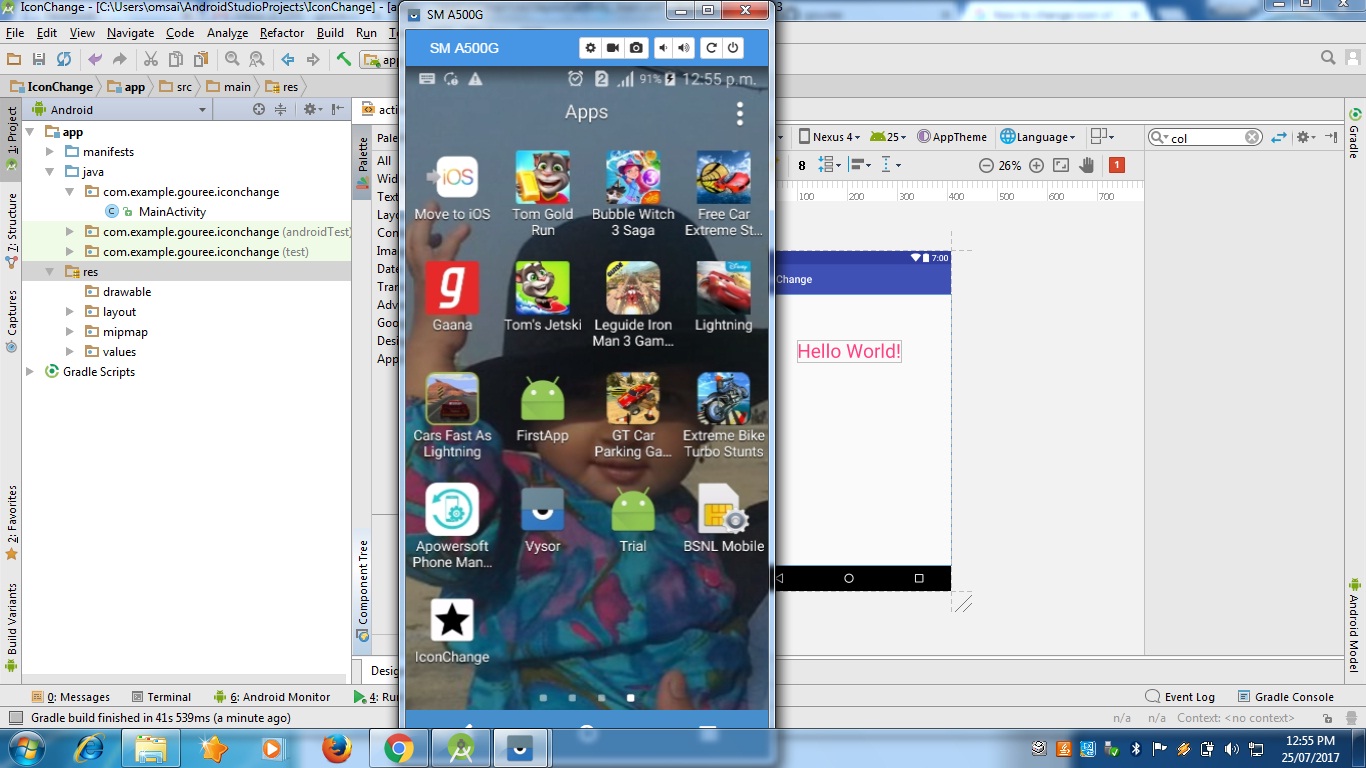 IconChange - [C:\Users\omsai\AndroidStudioProjects\IconChange] - [a
SM A500G
File Edit View Navigate Code Analyze Refactor Build Run
SM A500G
IconChange app src main res
91% 12:55 p.m.
Android
Apps
Nexus 4 25 AppTheme Language
col
8 26% 1
100 200 300 400 500 600 700
1: Project
7: Structure
Captures
2: Favorites
Build Variants
app
manifests
java
com.example.gouree.iconchange
MainActivity
com.example.gouree.iconchange (androidTest)
com.example.gouree.iconchange (test)
res
drawable
layout
mipmap
values
Gradle Scripts
Palette
Component Tree
Pale
All
Wid
Text
Layo
Con
Ima
Date
Tran
Adv
Goo
Desi
App
iOS
Move to iOS
Tom Gold
Run
Bubble Witch
3 Saga
Free Car
Extreme St...
g
Gaana
Tom's Jetski
GUIDE
Leguide Iron
Man 3 Gam...
Disney
Lightning
Cars Fast As
Lightning
FirstApp
GT Car
Parking Ga...
Extreme Bike
Turbo Stunts
Apowersoft
Phone Man...
Vysor
Trial
BSNL Mobile
IconChange
7:00
Change
Hello World!
Gradle
Android Model
Desig
0: Messages Terminal 6: Android Monitor 4: Ru
Event Log Gradle Console
Gradle build finished in 41s 539ms (a minute ago)
n/a n/a Context: <no context>
12:55 PM
25/07/2017